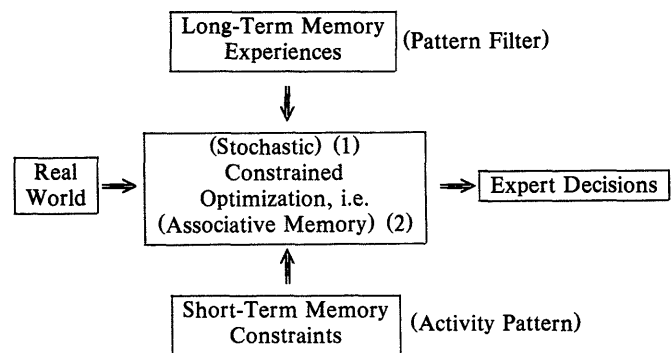 Long-Term Memory
Experiences
(Pattern Filter)
Real
World
(Stochastic) (1)
Constrained
Optimization, i.e.
(Associative Memory) (2)
Expert Decisions
Short-Term Memory
Constraints
(Activity Pattern)